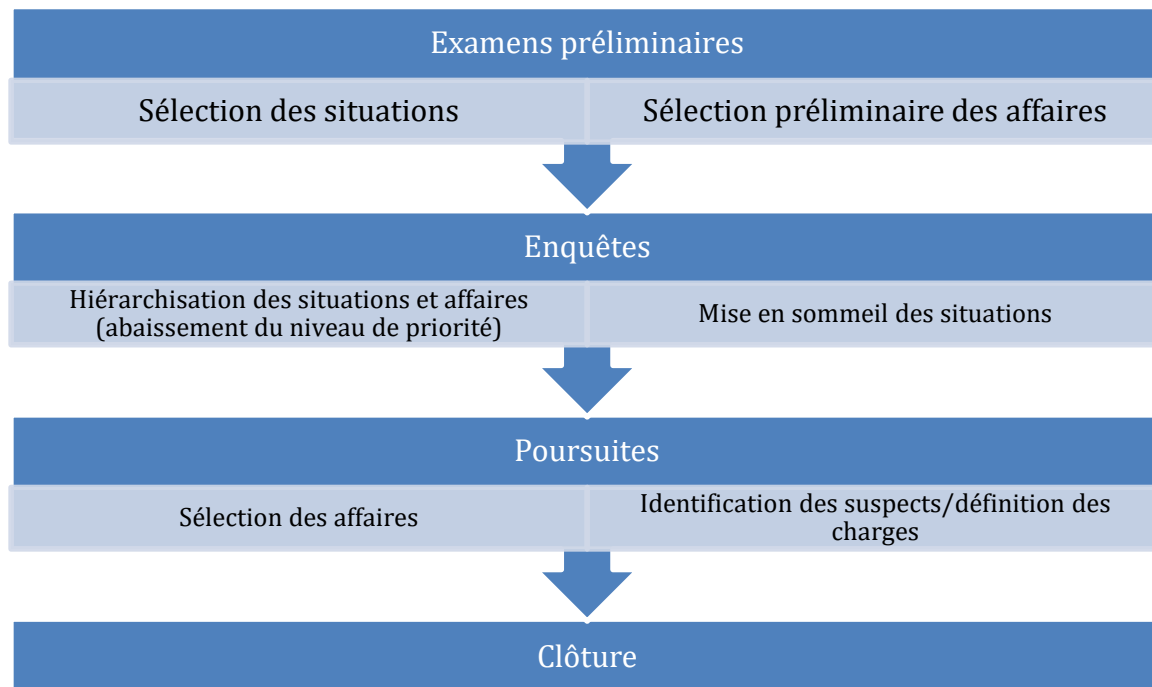 Examens préliminaires
Sélection des situations
Sélection préliminaire des affaires
Enquêtes
Hiérarchisation des situations et affaires
(abaissement du niveau de priorité)
Mise en sommeil des situations
Poursuites
Sélection des affaires
Identification des suspects/définition des
charges
Clôture